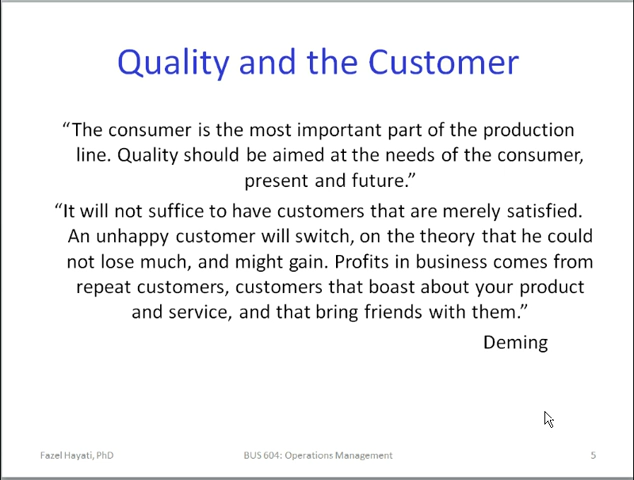 Quality and the Customer
“The consumer is the most important part of the production
line. Quality should be aimed at the needs of the consumer,
present and future.”
“It will not suffice to have customers that are merely satisfied.
An unhappy customer will switch, on the theory that he could
not lose much, and might gain. Profits in business comes from
repeat customers, customers that boast about your product
and service, and that bring friends with them.”
Deming
Fazel Hayati, PhD
BUS 604: Operations Management
5